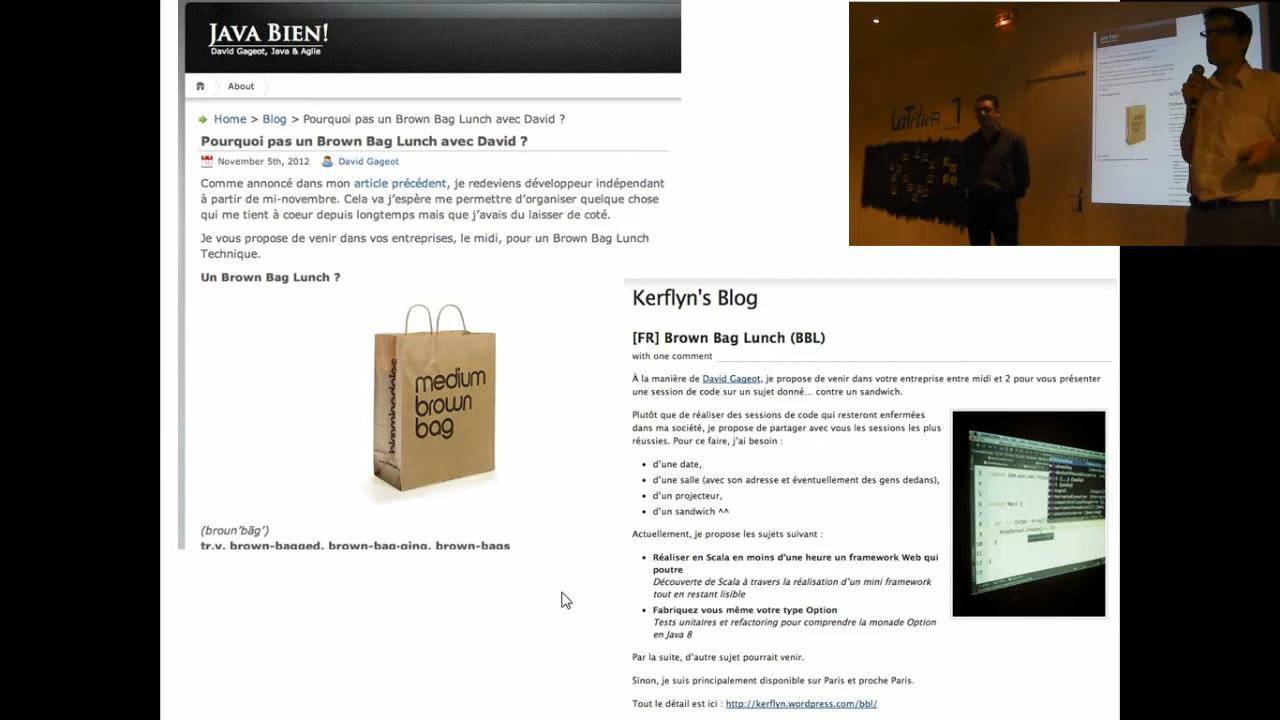 JAVA BIEN!
David Gageot, Java & Agile
About
Home > Blog > Pourquoi pas un Brown Bag Lunch avec David ?
Pourquoi pas un Brown Bag Lunch avec David ?
November 5th, 2012 David Gageot
Comme annoncé dans mon article précédent, je redeviens développeur indépendant
à partir de mi-novembre. Cela va j'espère me permettre d'organiser quelque chose
qui me tient à coeur depuis longtemps mais que j'avais du laisser de coté.
Je vous propose de venir dans vos entreprises, le midi, pour un Brown Bag Lunch
Technique.
Un Brown Bag Lunch ?
bloomingdales
medium
brown
bag
(broun'băg')
tr.v. brown-bagged, brown-bag·ging, brown-bags
L'aTelieR
Kerflyn's Blog
[FR] Brown Bag Lunch (BBL)
with one comment
À la manière de David Gageot, je propose de venir dans votre entreprise entre midi et 2 pour vous présenter
une session de code sur un sujet donné… contre un sandwich.
Plutôt que de réaliser des sessions de code qui resteront enfermées
dans ma société, je propose de partager avec vous les sessions les plus
réussies. Pour ce faire, j'ai besoin :
• d'une date,
• d'une salle (avec son adresse et éventuellement des gens dedans),
• d'un projecteur,
• d'un sandwich ^^
Actuellement, je propose les sujets suivant :
• Réaliser en Scala en moins d'une heure un framework Web qui
poutre
Découverte de Scala à travers la réalisation d'un mini framework
tout en restant lisible
• Fabriquez vous même votre type Option
Tests unitaires et refactoring pour comprendre la monade Option
en Java 8
Par la suite, d'autre sujet pourrait venir.
Sinon, je suis principalement disponible sur Paris et proche Paris.
Tout le détail est ici : http://kerflyn.wordpress.com/bbl/